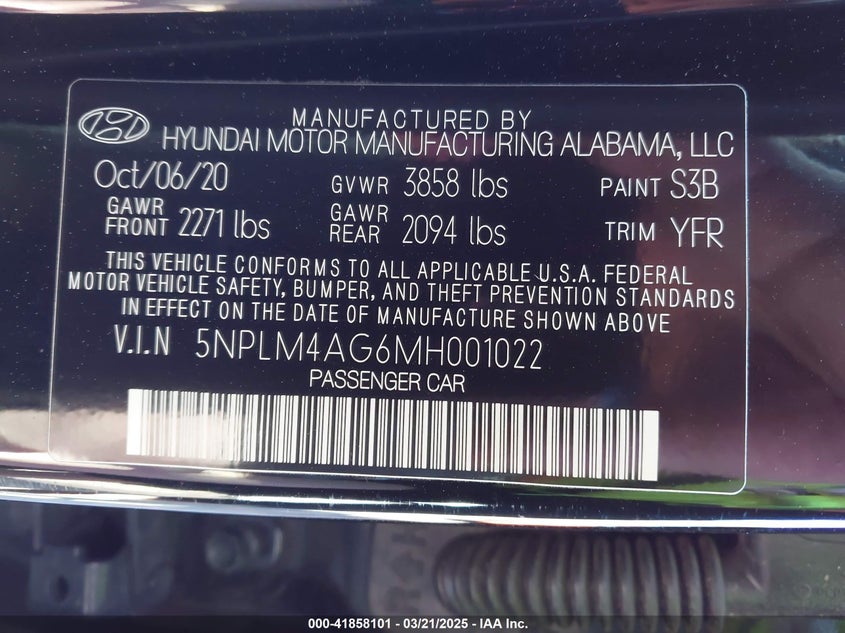 MANUFACTURED BY
HYUNDAI MOTOR MANUFACTURING ALABAMA, LLC
Oct/06/20 GVWR 3858 lbs PAINT S3B
GAWR FRONT 2271 lbs GAWR REAR 2094 lbs TRIM YFR
THIS VEHICLE CONFORMS TO ALL APPLICABLE U.S.A. FEDERAL
MOTOR VEHICLE SAFETY, BUMPER, AND THEFT PREVENTION STANDARDS
IN EFFECT ON THE DATE OF MANUFACTURE SHOWN ABOVE
V.I.N 5NPLM4AG6MH001022
PASSENGER CAR
000-41858101 - 03/21/2025 - IAA Inc.